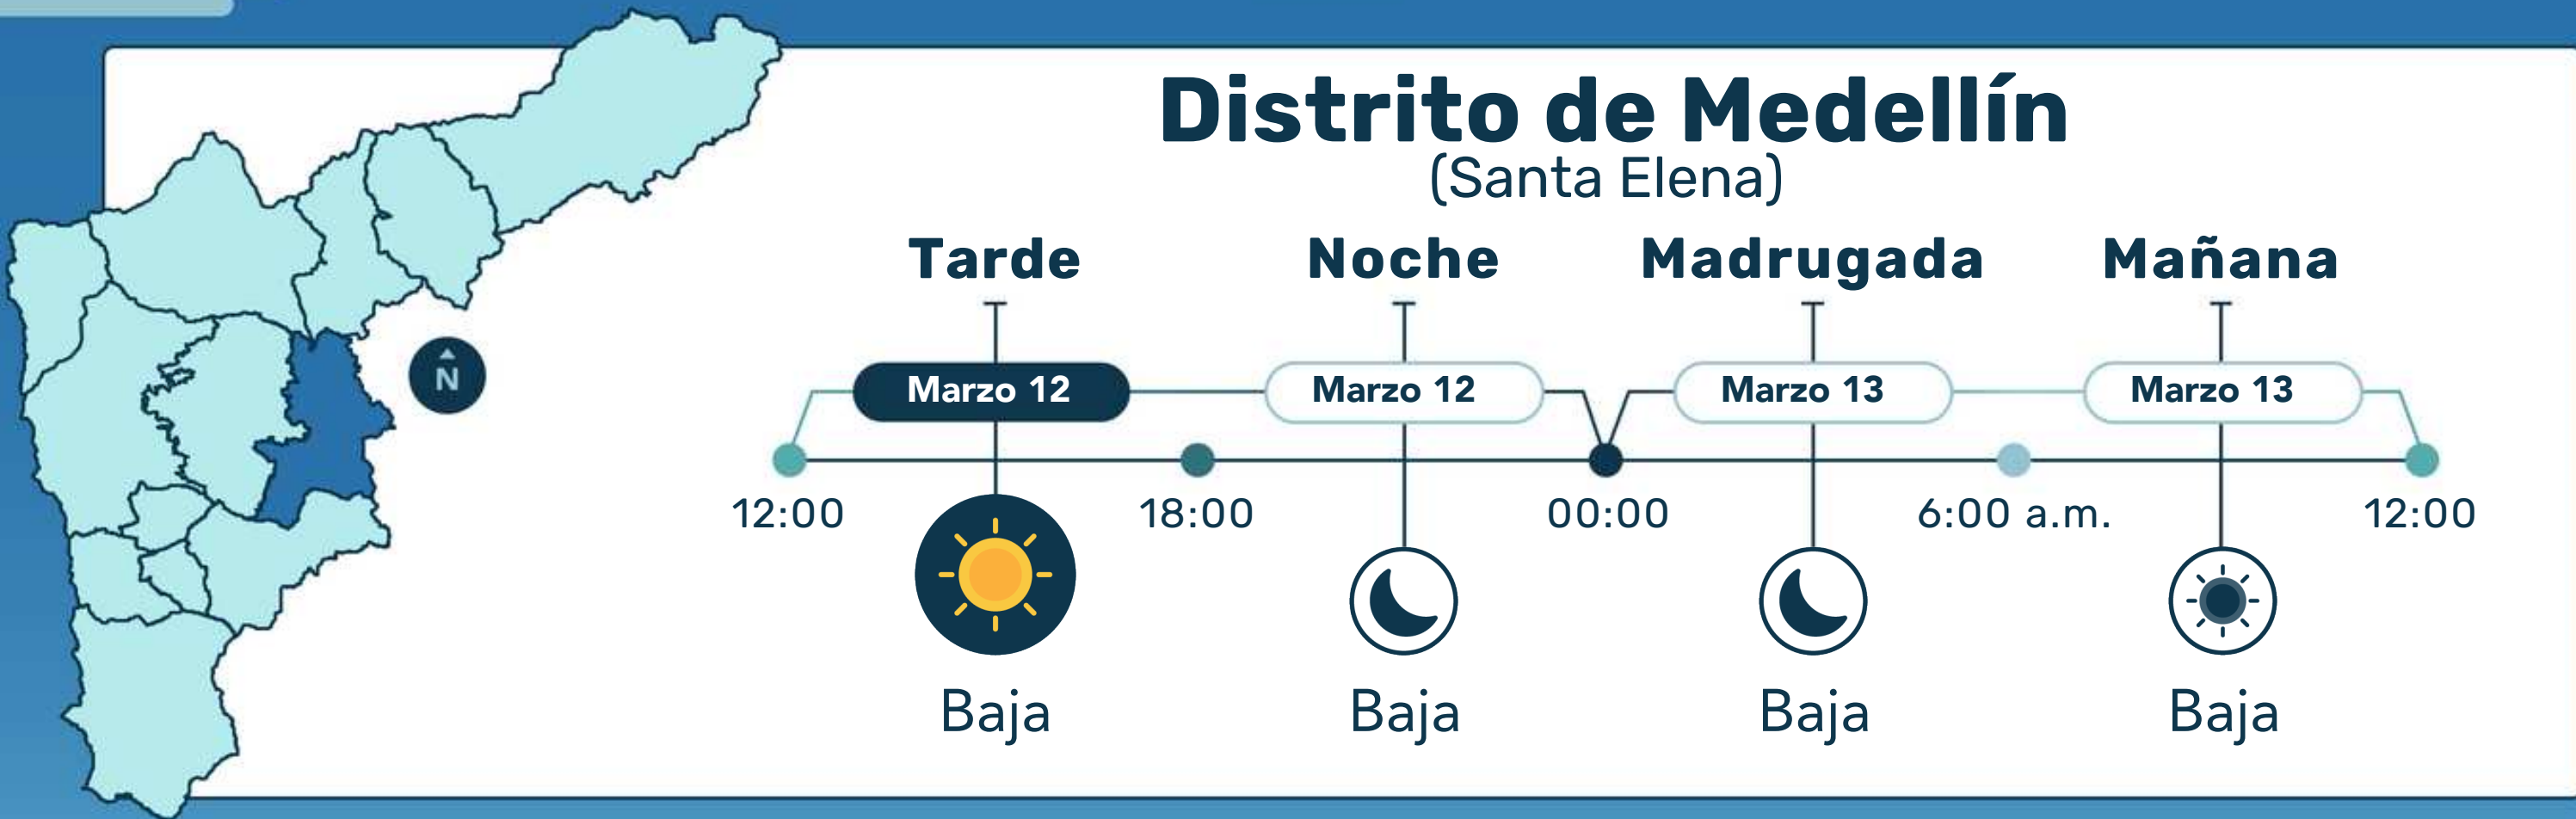 Distrito de Medellín
(Santa Elena)
Tarde Noche Madrugada Mañana
N
Marzo 12 Marzo 12 Marzo 13 Marzo 13
12:00 18:00 00:00 6:00 a.m. 12:00
Baja Baja Baja Baja